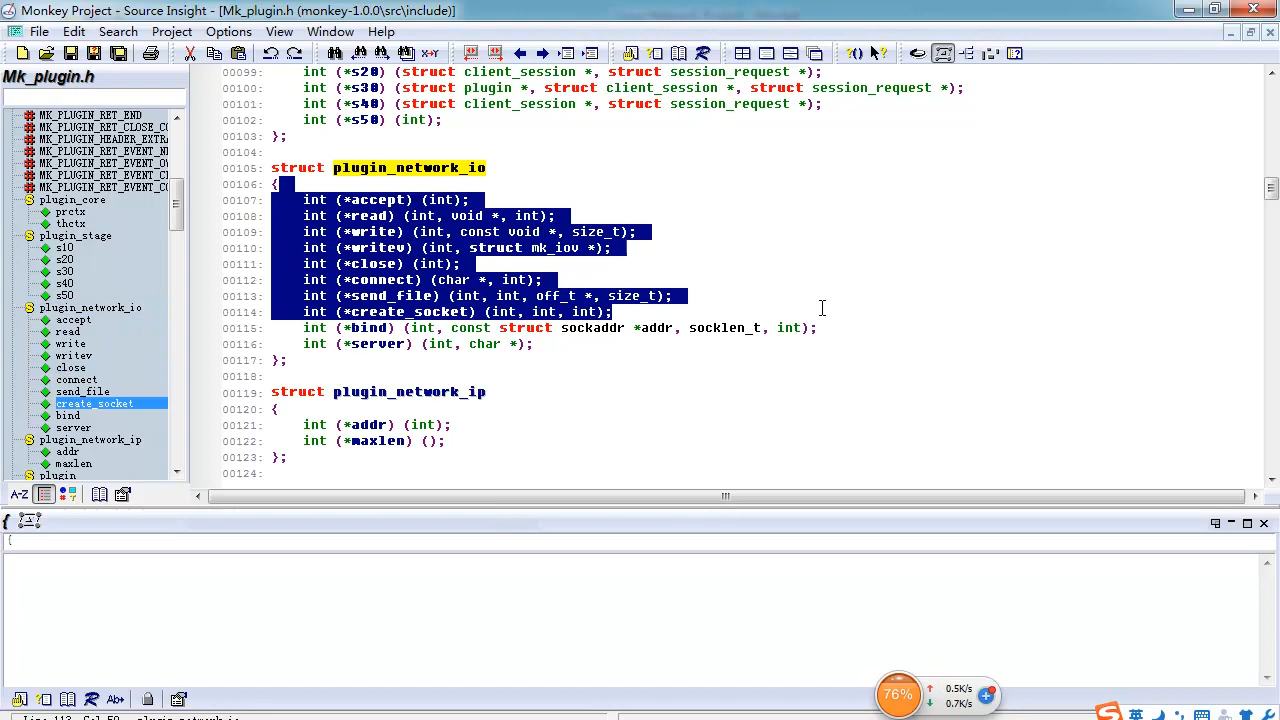 Monkey Project - Source Insight - [Mk_plugin.h (monkey-1.0.0\src\include)]
File Edit Search Project Options View Window Help
Mk_plugin.h
MK_PLUGIN_RET_END
MK_PLUGIN_RET_CLOSE_CO
MK_PLUGIN_HEADER_EXTRA
MK_PLUGIN_RET_EVENT_NE
MK_PLUGIN_RET_EVENT_OW
MK_PLUGIN_RET_EVENT_CL
MK_PLUGIN_RET_EVENT_CO
plugin_core
prctx
thctx
plugin_stage
s10
s20
s30
s40
s50
plugin_network_io
accept
read
write
writev
close
connect
send_file
create_socket
bind
server
plugin_network_ip
addr
maxlen
plugin
A-Z
00099: int (*s20) (struct client_session *, struct session_request *);
00100: int (*s30) (struct plugin *, struct client_session *, struct session_request *);
00101: int (*s40) (struct client_session *, struct session_request *);
00102: int (*s50) (int);
00103: };
00104:
00105: struct plugin_network_io
00106: {
00107: int (*accept) (int);
00108: int (*read) (int, void *, int);
00109: int (*write) (int, const void *, size_t);
00110: int (*writev) (int, struct mk_iov *);
00111: int (*close) (int);
00112: int (*connect) (char *, int);
00113: int (*send_file) (int, int, off_t *, size_t);
00114: int (*create_socket) (int, int, int);
00115: int (*bind) (int, const struct sockaddr *addr, socklen_t, int);
00116: int (*server) (int, char *);
00117: };
00118:
00119: struct plugin_network_ip
00120: {
00121: int (*addr) (int);
00122: int (*maxlen) ();
00123: };
00124:
{
{
76%
0.5K/s
0.7K/s
英